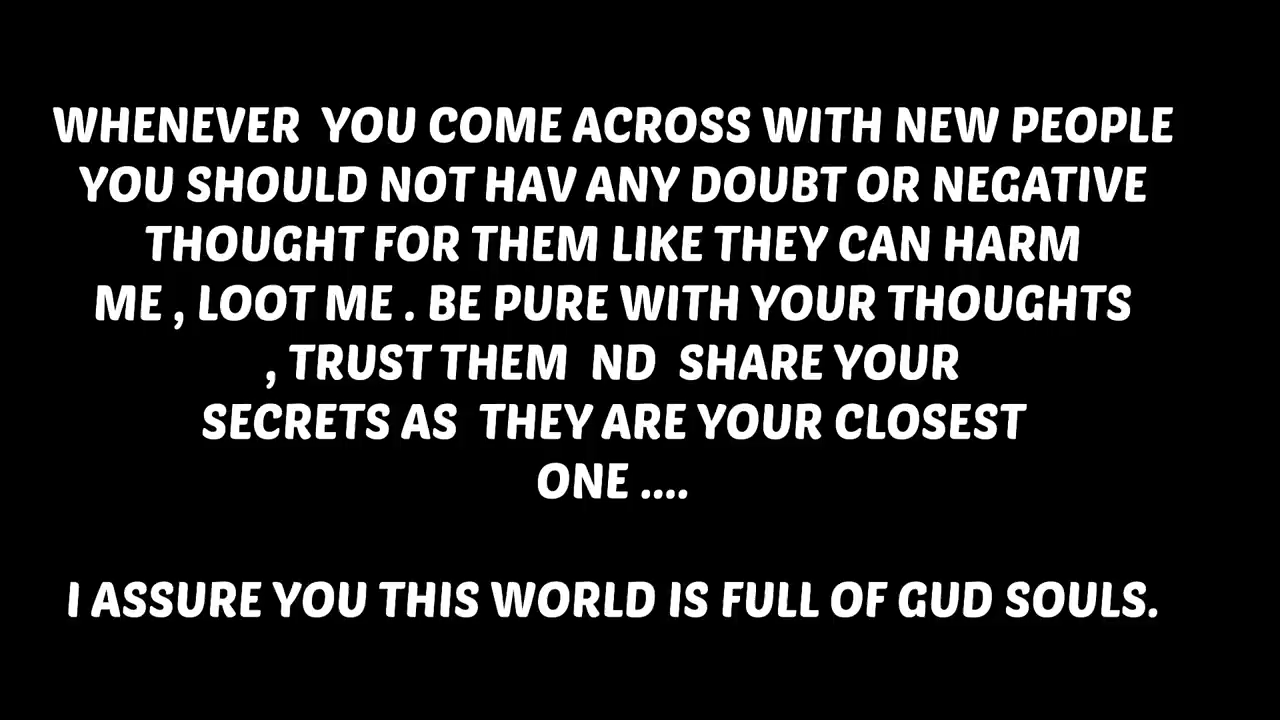 WHENEVER YOU COME ACROSS WITH NEW PEOPLE
YOU SHOULD NOT HAV ANY DOUBT OR NEGATIVE
THOUGHT FOR THEM LIKE THEY CAN HARM
ME , LOOT ME . BE PURE WITH YOUR THOUGHTS
, TRUST THEM ND SHARE YOUR
SECRETS AS THEY ARE YOUR CLOSEST
ONE ....
I ASSURE YOU THIS WORLD IS FULL OF GUD SOULS.